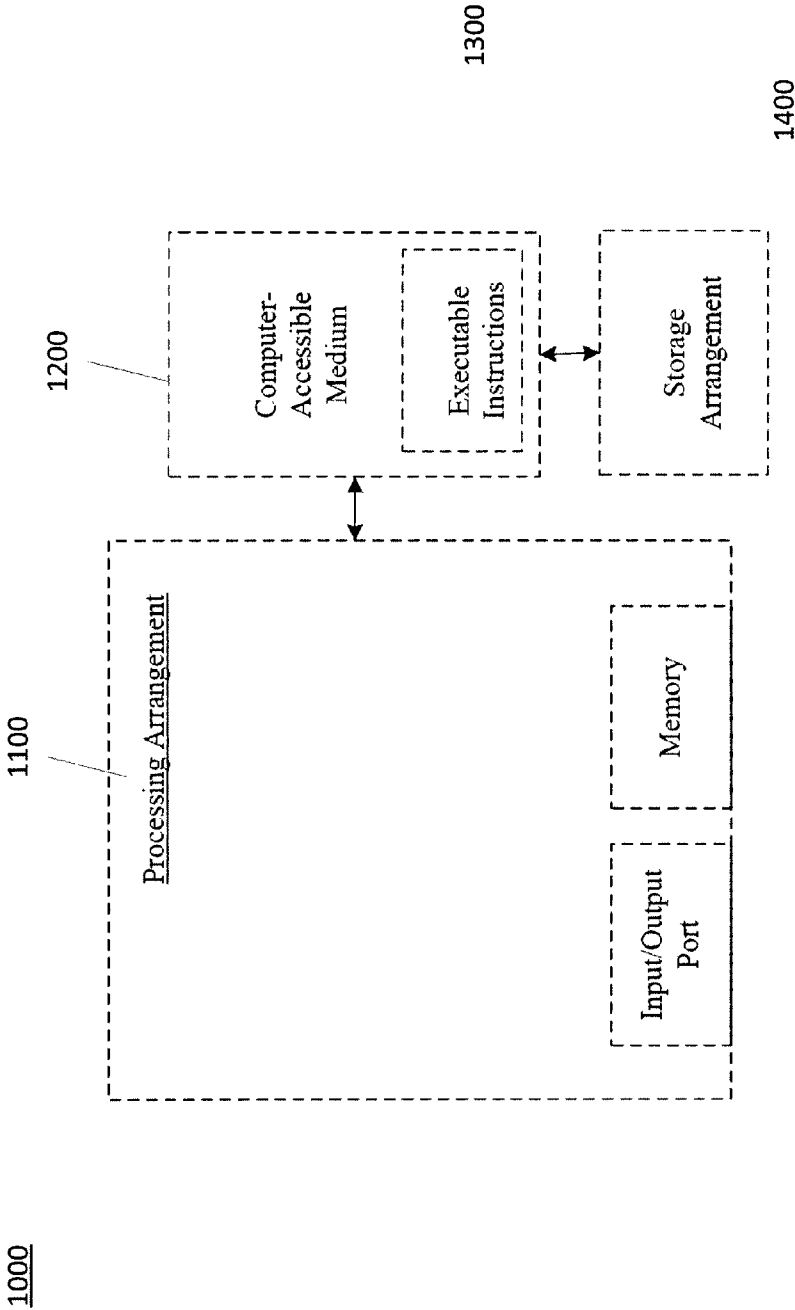 1000
1100
Processing Arrangement
Input/Output
Port
Memory
1200
Computer-
Accessible
Medium
Executable
Instructions
1300
Storage
Arrangement
1400